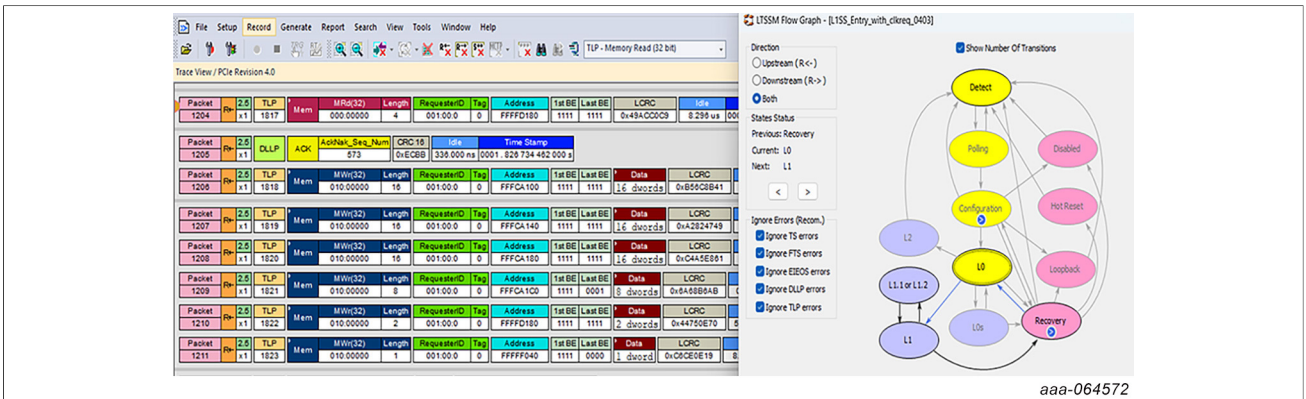 File Setup Record Generate Report Search View Tools Window Help
TLP - Memory Read (32 bit)
Trace View / PCIe Revision 4.0
Packet R→ 2.5 TLP Mem MRd(32) Length RequesterID Tag Address 1st BE Last BE LCRC Idle
1204 x1 1817 000:00000 4 001:00:0 0 FFFFD180 1111 1111 0x49ACC0C9 8.296 us
Packet R→ 2.5 DLLP ACK AckNak_Seq_Num CRC 16 Idle Time Stamp
1205 x1 573 0xECBB 336.000 ns 0001 . 826 734 462 000 s
Packet R← 2.5 TLP Mem MWr(32) Length RequesterID Tag Address 1st BE Last BE Data LCRC
1206 x1 1818 010:00000 16 001:00:0 0 FFFCA100 1111 1111 16 dwords 0xB56C8B41
Packet R← 2.5 TLP Mem MWr(32) Length RequesterID Tag Address 1st BE Last BE Data LCRC
1207 x1 1819 010:00000 16 001:00:0 0 FFFCA140 1111 1111 16 dwords 0xA2824749
Packet R← 2.5 TLP Mem MWr(32) Length RequesterID Tag Address 1st BE Last BE Data LCRC
1208 x1 1820 010:00000 16 001:00:0 0 FFFCA180 1111 1111 16 dwords 0xC4A5E861
Packet R← 2.5 TLP Mem MWr(32) Length RequesterID Tag Address 1st BE Last BE Data LCRC
1209 x1 1821 010:00000 8 001:00:0 0 FFFCA1C0 1111 0001 8 dwords 0x6A68B6AB
Packet R← 2.5 TLP Mem MWr(32) Length RequesterID Tag Address 1st BE Last BE Data LCRC
1210 x1 1822 010:00000 2 001:00:0 0 FFFFD180 1111 1111 2 dwords 0x44750E70
Packet R← 2.5 TLP Mem MWr(32) Length RequesterID Tag Address 1st BE Last BE Data LCRC
1211 x1 1823 010:00000 1 001:00:0 0 FFFFF040 1111 0000 1 dword 0xC6CE0E19
LTSSM Flow Graph - [L1SS_Entry_with_clkreq_0403]
Direction
Upstream (R<-)
Downstream (R->)
Both
States Status
Previous: Recovery
Current: L0
Next: L1
< >
Ignore Errors (Recom.)
Ignore TS errors
Ignore FTS errors
Ignore EIEOS errors
Ignore DLLP errors
Ignore TLP errors
Show Number Of Transitions
Detect
Polling
Disabled
Configuration
Hot Reset
L2
L0
Loopback
L1.1 or L1.2
L0s
Recovery
L1
aaa-064572